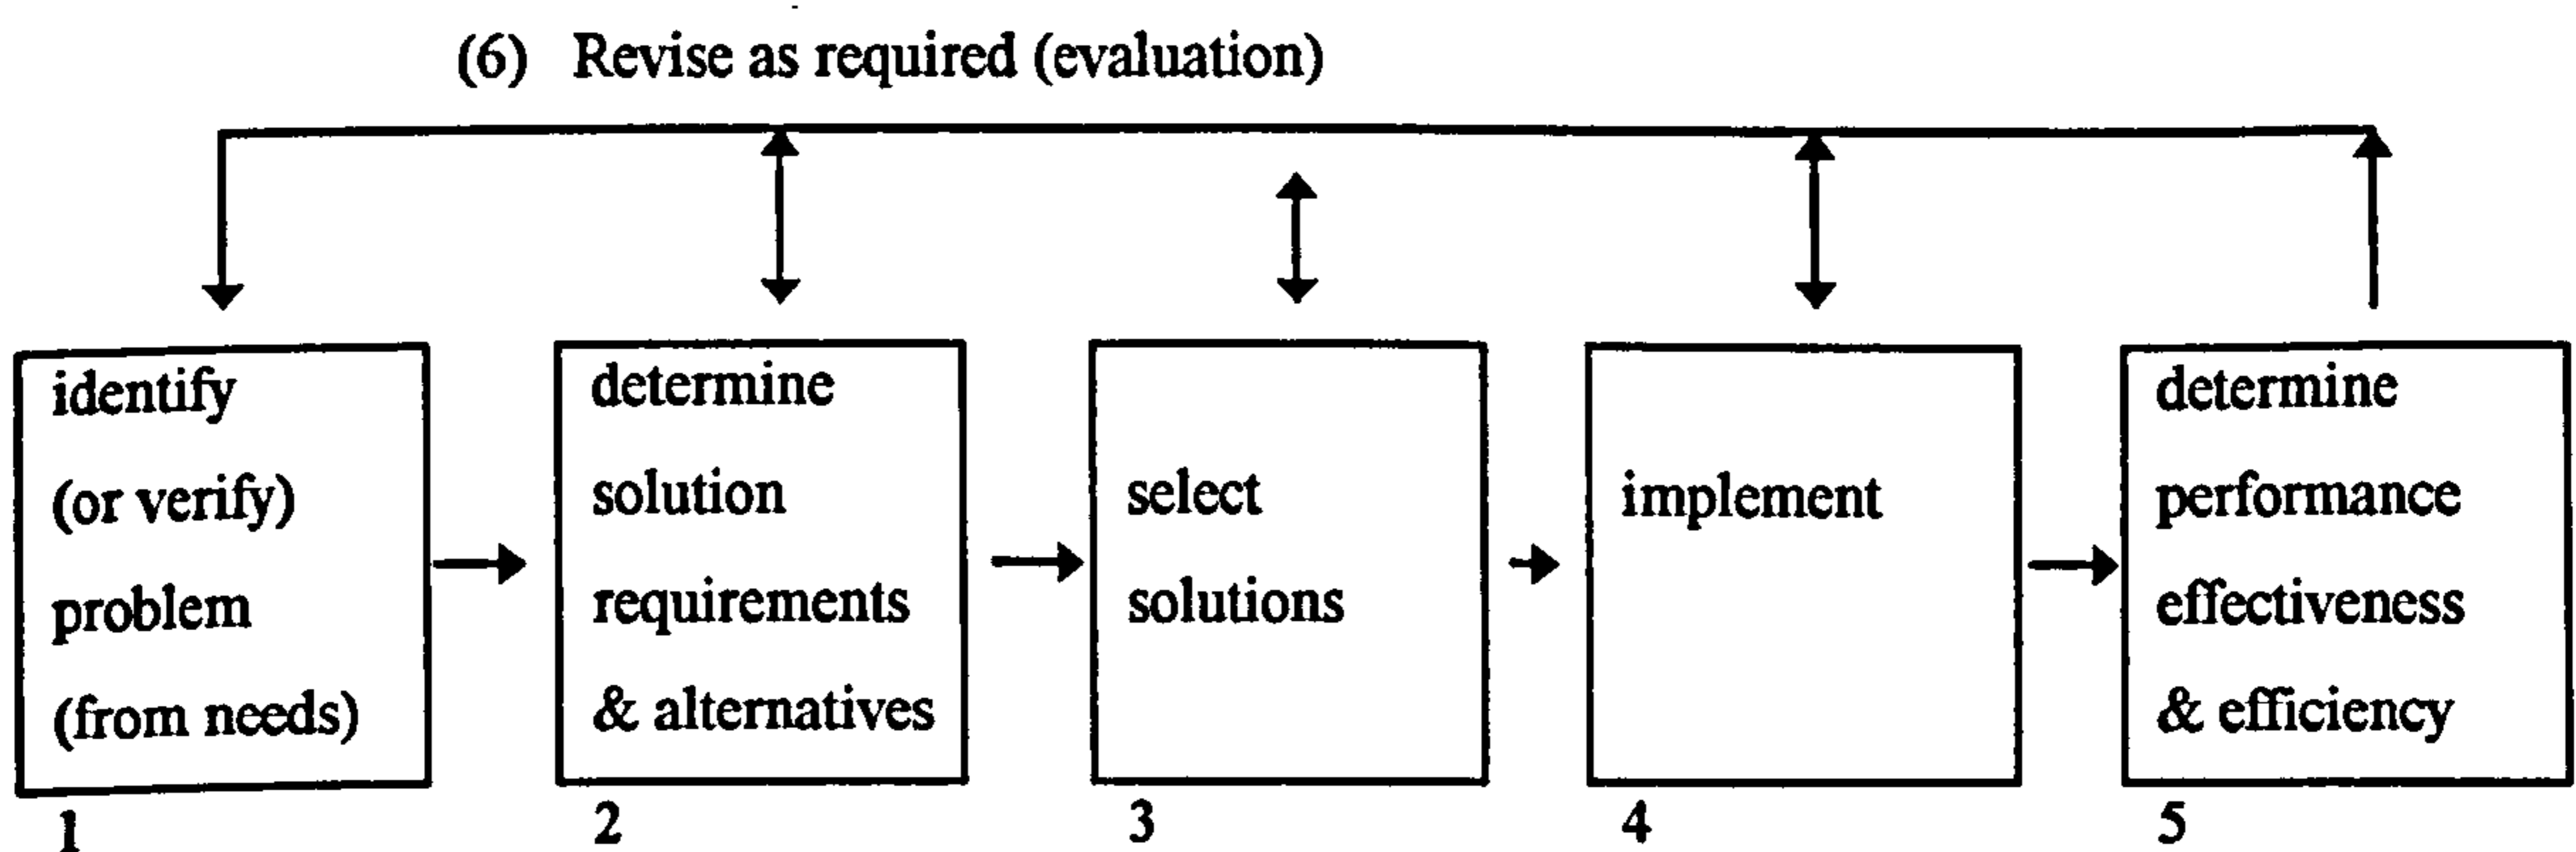 (6) Revise as required (evaluation)
identify
(or verify)
problem
(from needs)
1
determine
solution
requirements
& alternatives
2
select
solutions
3
implement
4
determine
performance
effectiveness
& efficiency
5